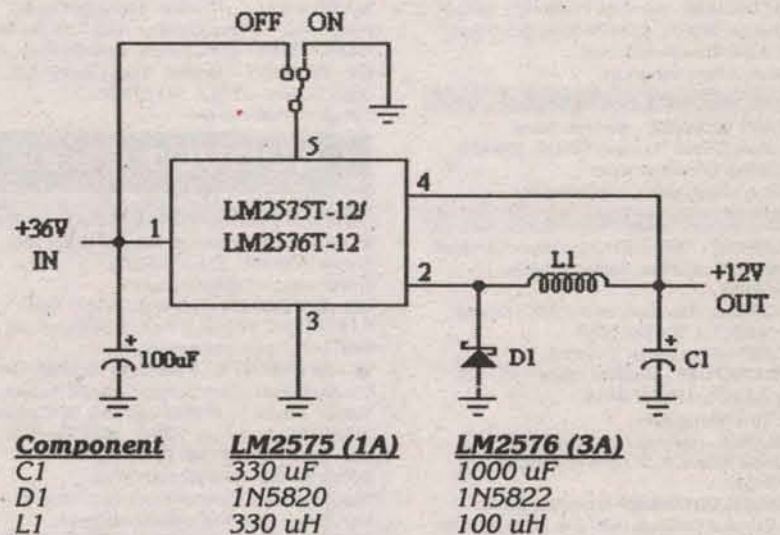 OFF ON
5
LM2575T-12/
LM2576T-12
4
+36V
IN
1
L1
2
+12V
OUT
3
+
100uF
D1
+
C1
Component LM2575 (1A) LM2576 (3A)
C1 330 uF 1000 uF
D1 1N5820 1N5822
L1 330 uH 100 uH